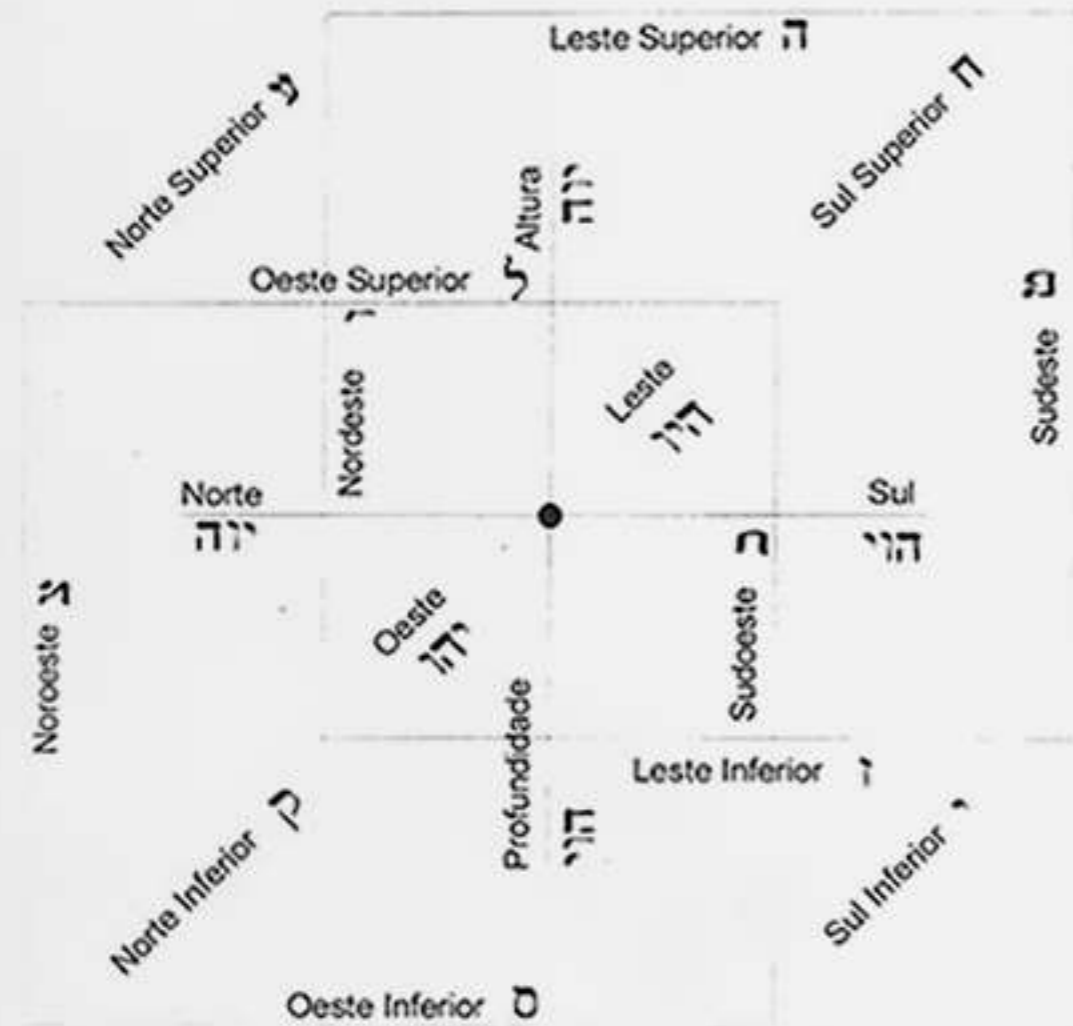 Leste Superior ה
Norte Superior ע
Sul Superior ח
Altura יוה
Oeste Superior ל
Nordeste ו
Leste היו
Sudeste ט
Norte יוה
Sul הוי
Noroeste צ
Oeste יהו
Sudoeste נ
Profundidade הוי
Leste Inferior ז
Norte Inferior ק
Sul Inferior י
Oeste Inferior ס